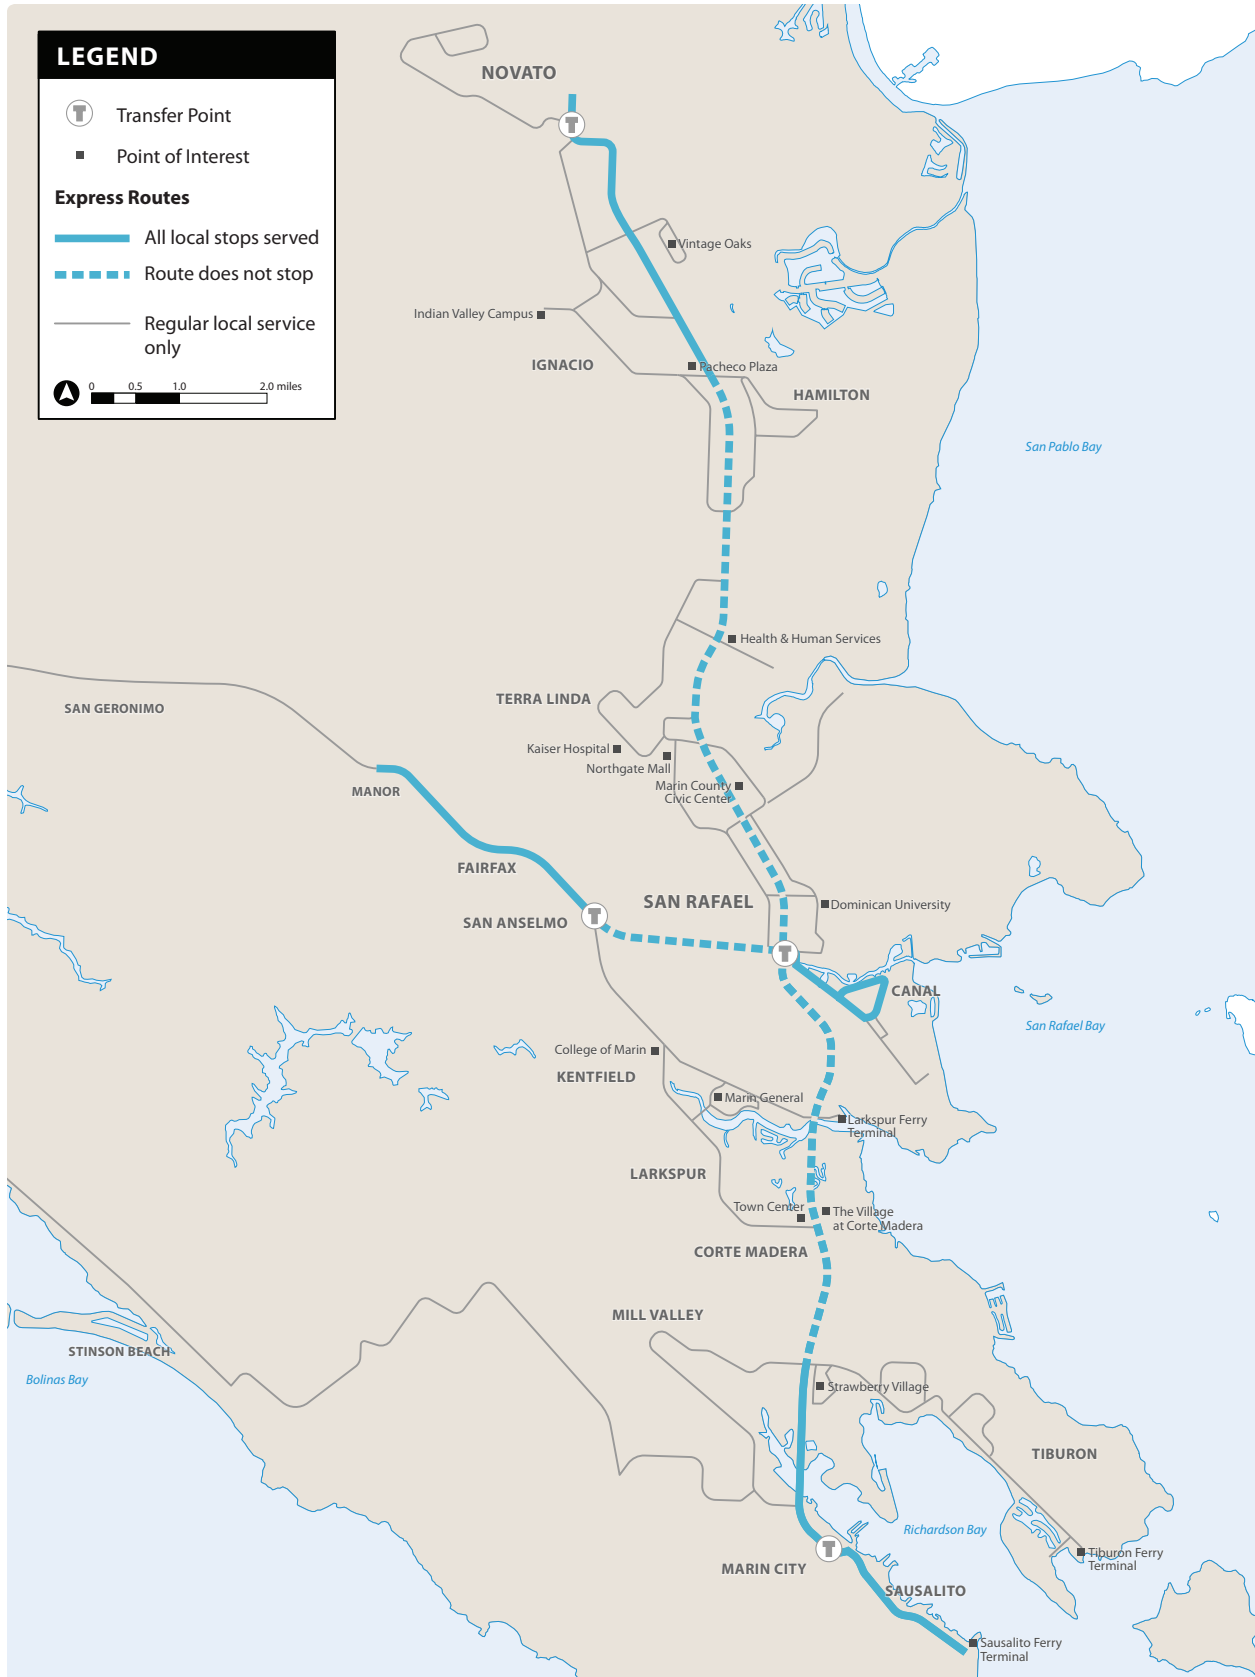 LEGEND
T
Transfer Point
Point of Interest
Express Routes
All local stops served
Route does not stop
Regular local service
only
0 0.5 1.0 2.0 miles
NOVATO
T
Vintage Oaks
Indian Valley Campus
IGNACIO
Pacheco Plaza
HAMILTON
San Pablo Bay
Health & Human Services
TERRA LINDA
SAN GERONIMO
Kaiser Hospital
Northgate Mall
Marin County
Civic Center
MANOR
FAIRFAX
SAN RAFAEL
Dominican University
SAN ANSELMO
T
T
CANAL
San Rafael Bay
College of Marin
KENTFIELD
Marin General
Larkspur Ferry
Terminal
LARKSPUR
Town Center
The Village
at Corte Madera
CORTE MADERA
MILL VALLEY
STINSON BEACH
Bolinas Bay
Strawberry Village
TIBURON
Richardson Bay
T
MARIN CITY
Tiburon Ferry
Terminal
SAUSALITO
Sausalito Ferry
Terminal